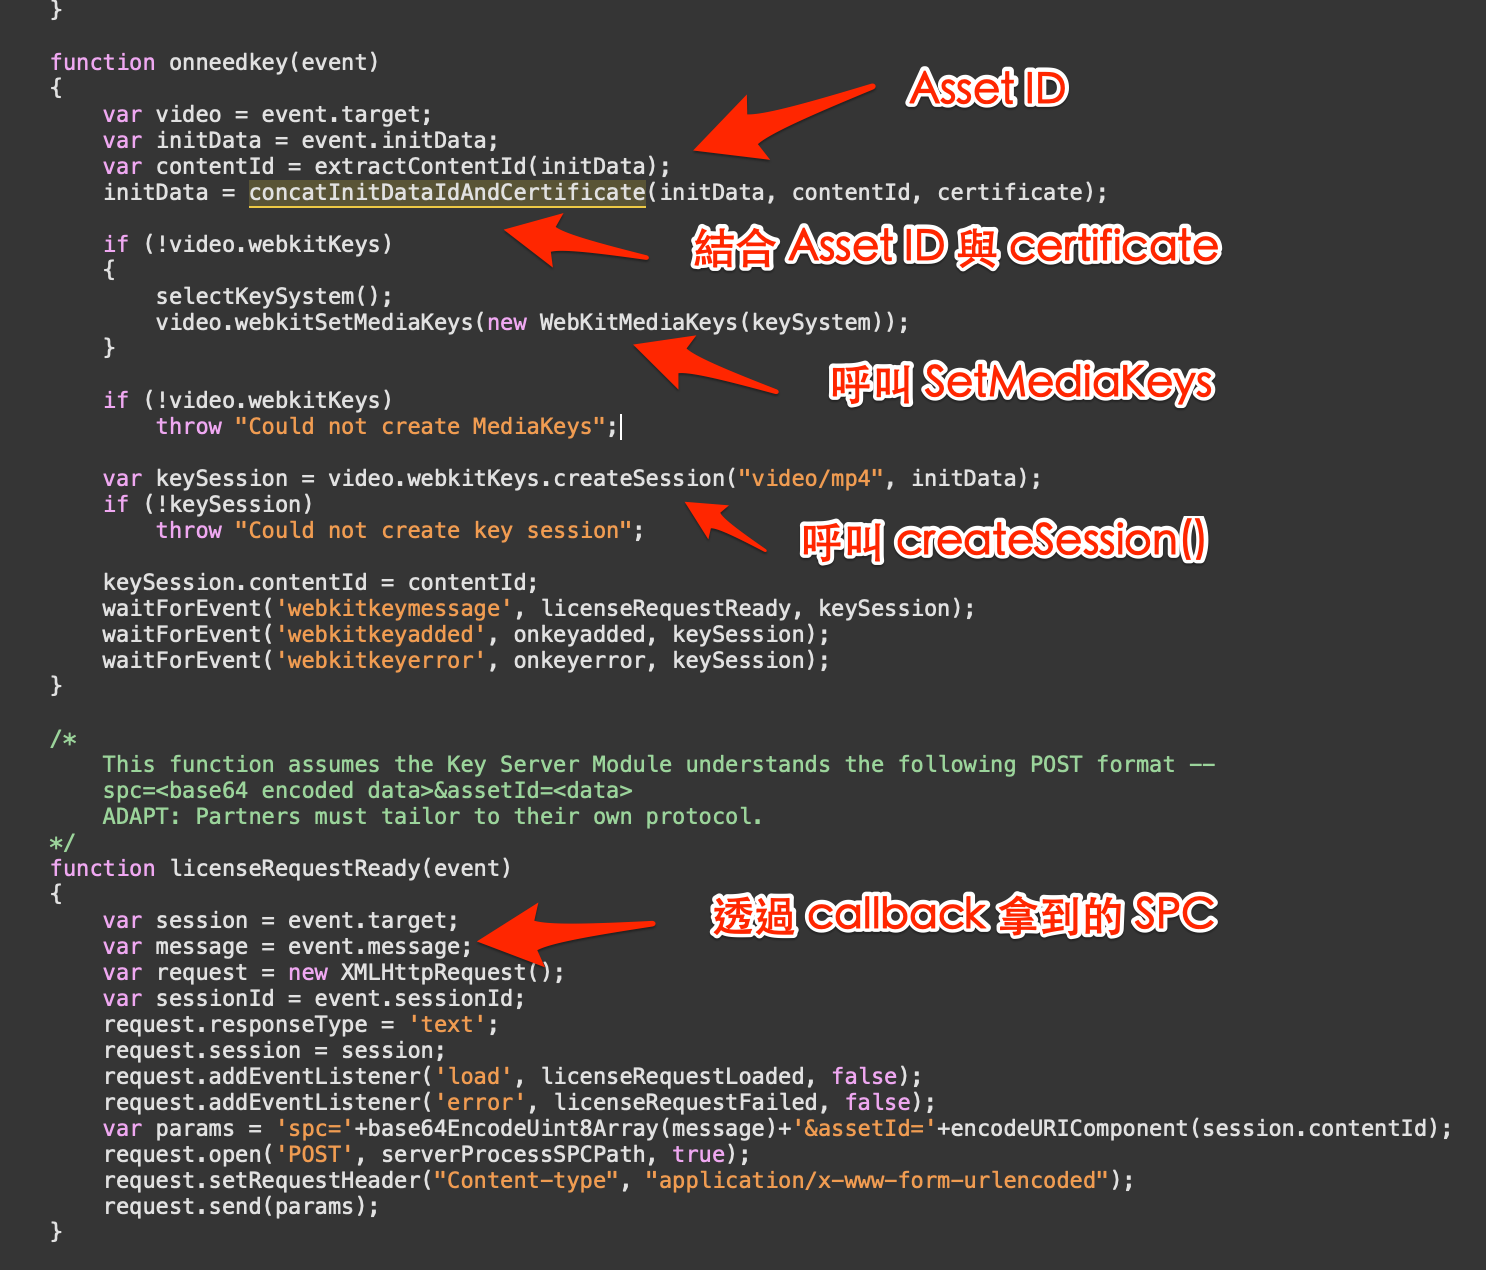 }
function onneedkey(event)
{
Asset ID
    var video = event.target;
    var initData = event.initData;
    var contentId = extractContentId(initData);
    initData = concatInitDataIdAndCertificate(initData, contentId, certificate);
結合 Asset ID 與 certificate
    if (!video.webkitKeys)
    {
        selectKeySystem();
        video.webkitSetMediaKeys(new WebKitMediaKeys(keySystem));
    }
呼叫 SetMediaKeys
    if (!video.webkitKeys)
        throw "Could not create MediaKeys";
    var keySession = video.webkitKeys.createSession("video/mp4", initData);
    if (!keySession)
        throw "Could not create key session";
呼叫 createSession()
    keySession.contentId = contentId;
    waitForEvent('webkitkeymessage', licenseRequestReady, keySession);
    waitForEvent('webkitkeyadded', onkeyadded, keySession);
    waitForEvent('webkitkeyerror', onkeyerror, keySession);
}
/*
    This function assumes the Key Server Module understands the following POST format --
    spc=<base64 encoded data>&assetId=<data>
    ADAPT: Partners must tailor to their own protocol.
*/
function licenseRequestReady(event)
{
透過 callback 拿到的 SPC
    var session = event.target;
    var message = event.message;
    var request = new XMLHttpRequest();
    var sessionId = event.sessionId;
    request.responseType = 'text';
    request.session = session;
    request.addEventListener('load', licenseRequestLoaded, false);
    request.addEventListener('error', licenseRequestFailed, false);
    var params = 'spc='+base64EncodeUint8Array(message)+'&assetId='+encodeURIComponent(session.contentId);
    request.open('POST', serverProcessSPCPath, true);
    request.setRequestHeader("Content-type", "application/x-www-form-urlencoded");
    request.send(params);
}